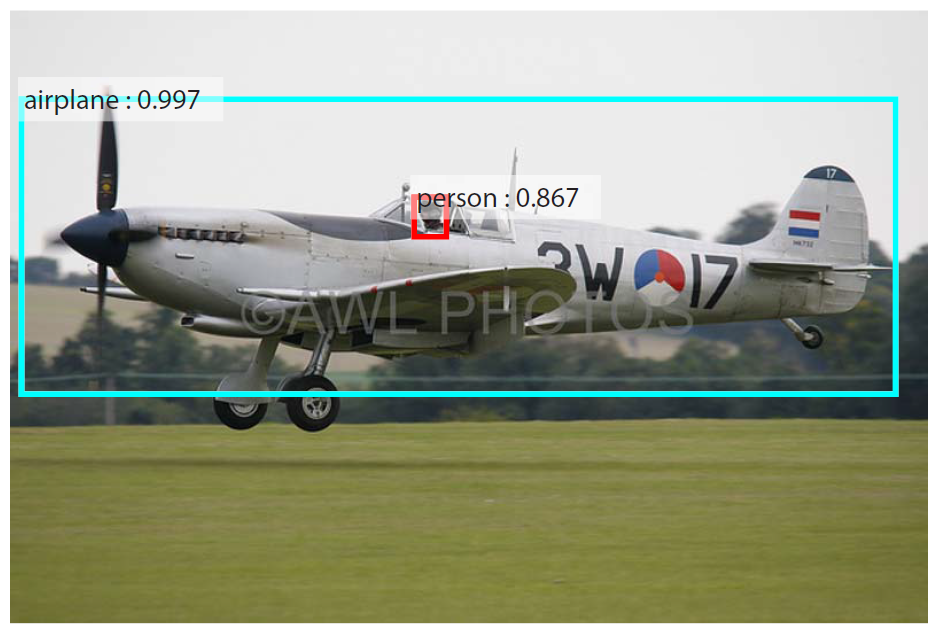 airplane : 0.997
person : 0.867
17
3W 17
©AWL PHOTOS